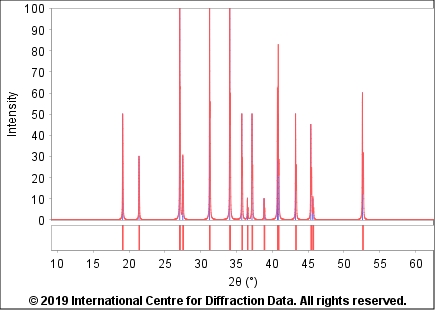 100
90
80
70
60
50
40
30
20
10
0
Intensity
10 15 20 25 30 35 40 45 50 55 60
2θ (°)
© 2019 International Centre for Diffraction Data. All rights reserved.